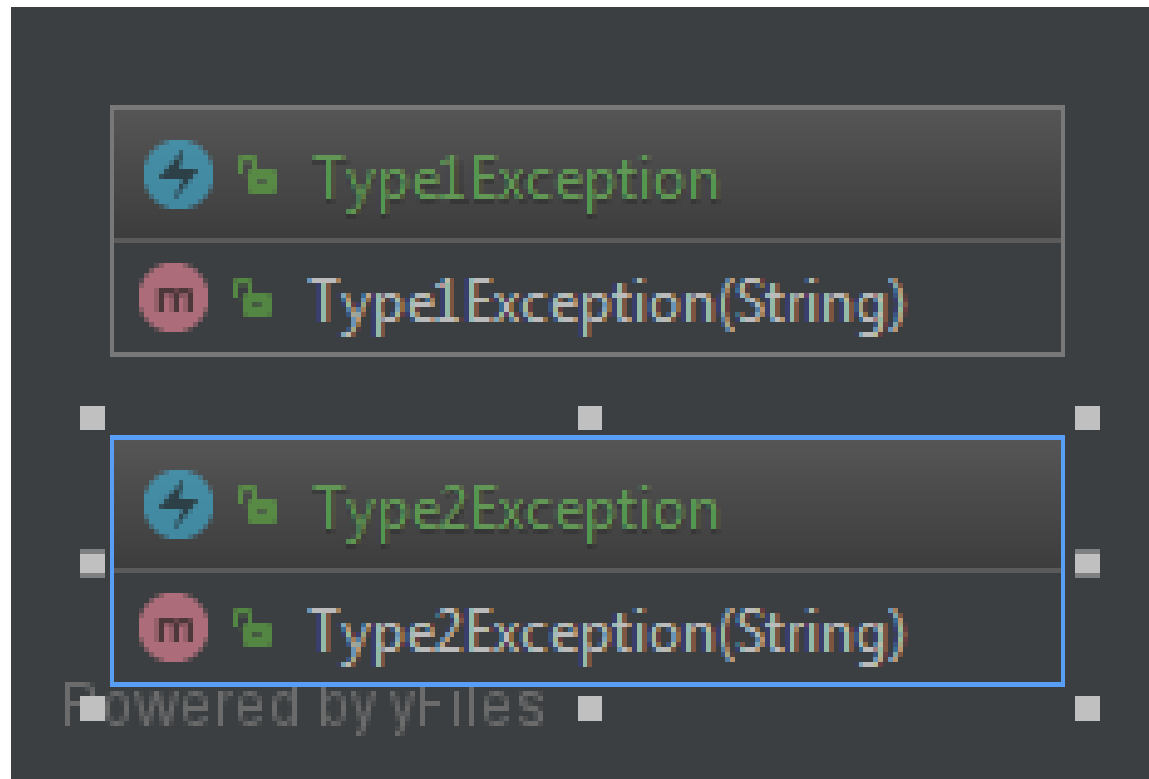 Type1Exception
m Type1Exception(String)
Type2Exception
m Type2Exception(String)
Powered by yFiles